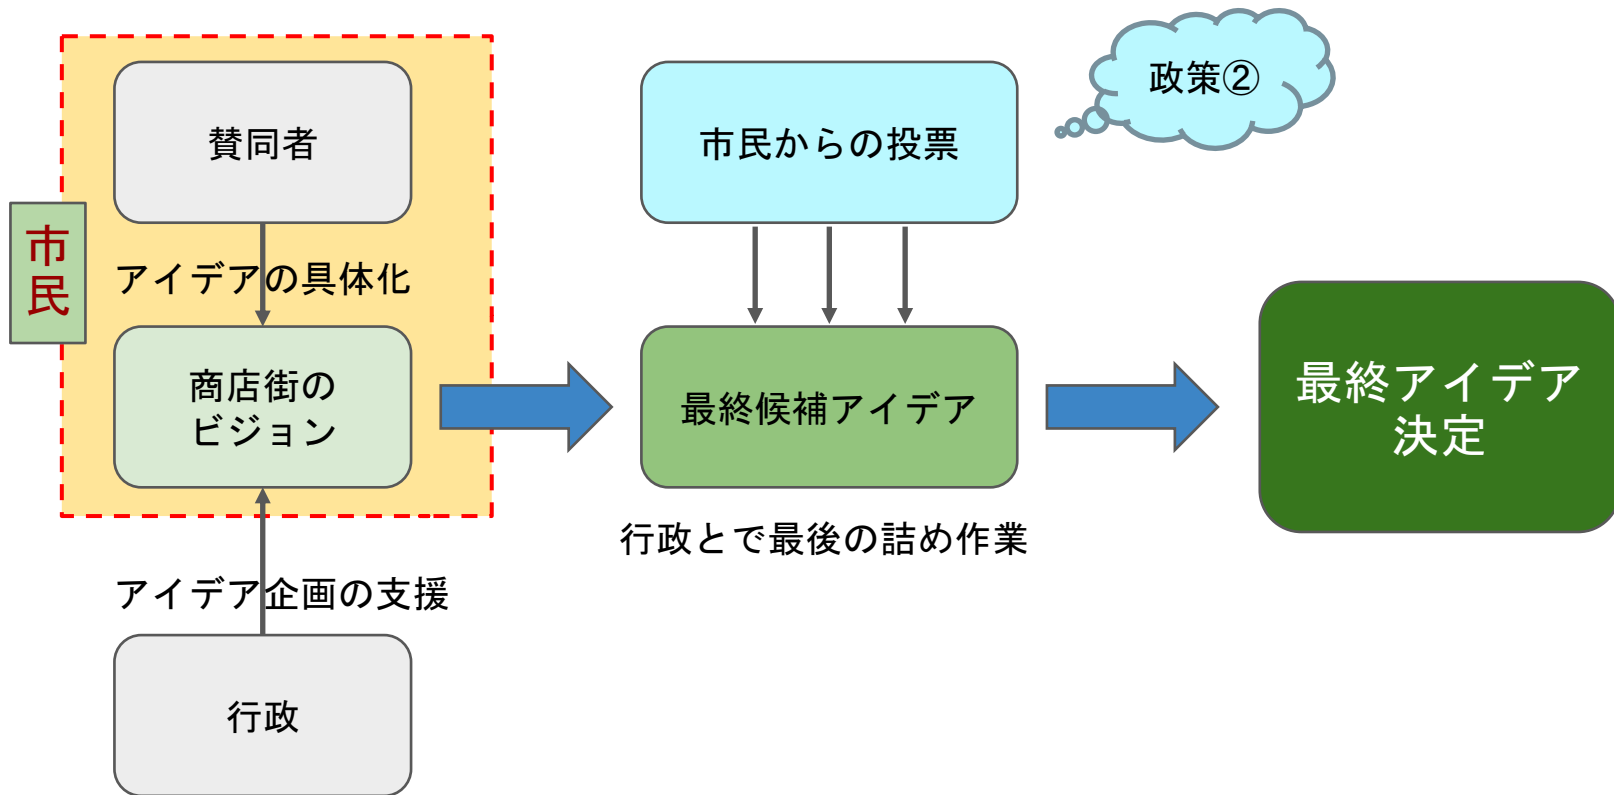 政策②
賛同者
市民からの投票
市民
アイデアの具体化
商店街の
ビジョン
最終候補アイデア
最終アイデア
決定
行政とで最後の詰め作業
アイデア企画の支援
行政